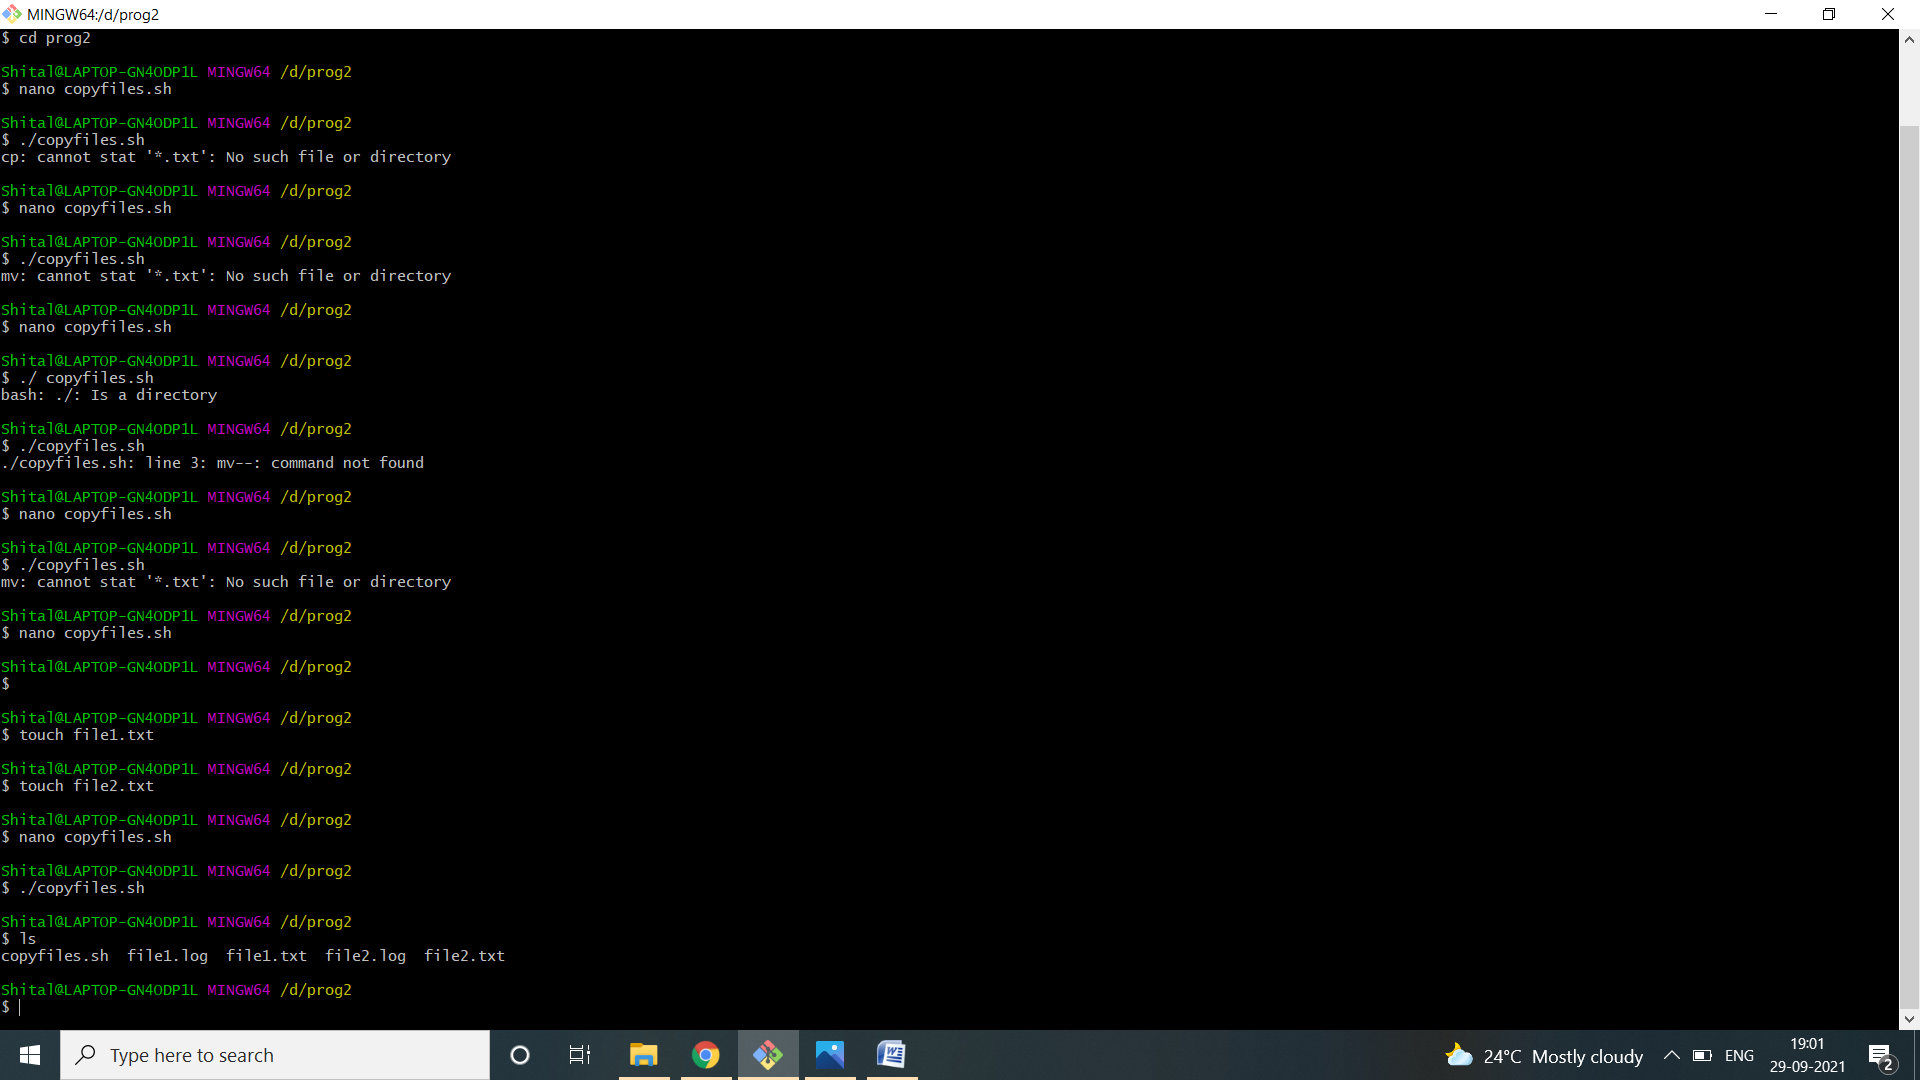 MINGW64:/d/prog2
$ cd prog2
Shital@LAPTOP-GN4ODP1L MINGW64 /d/prog2
$ nano copyfiles.sh
Shital@LAPTOP-GN4ODP1L MINGW64 /d/prog2
$ ./copyfiles.sh
cp: cannot stat '*.txt': No such file or directory
Shital@LAPTOP-GN4ODP1L MINGW64 /d/prog2
$ nano copyfiles.sh
Shital@LAPTOP-GN4ODP1L MINGW64 /d/prog2
$ ./copyfiles.sh
mv: cannot stat '*.txt': No such file or directory
Shital@LAPTOP-GN4ODP1L MINGW64 /d/prog2
$ nano copyfiles.sh
Shital@LAPTOP-GN4ODP1L MINGW64 /d/prog2
$ ./ copyfiles.sh
bash: ./: Is a directory
Shital@LAPTOP-GN4ODP1L MINGW64 /d/prog2
$ ./copyfiles.sh
./copyfiles.sh: line 3: mv--: command not found
Shital@LAPTOP-GN4ODP1L MINGW64 /d/prog2
$ nano copyfiles.sh
Shital@LAPTOP-GN4ODP1L MINGW64 /d/prog2
$ ./copyfiles.sh
mv: cannot stat '*.txt': No such file or directory
Shital@LAPTOP-GN4ODP1L MINGW64 /d/prog2
$ nano copyfiles.sh
Shital@LAPTOP-GN4ODP1L MINGW64 /d/prog2
$
Shital@LAPTOP-GN4ODP1L MINGW64 /d/prog2
$ touch file1.txt
Shital@LAPTOP-GN4ODP1L MINGW64 /d/prog2
$ touch file2.txt
Shital@LAPTOP-GN4ODP1L MINGW64 /d/prog2
$ nano copyfiles.sh
Shital@LAPTOP-GN4ODP1L MINGW64 /d/prog2
$ ./copyfiles.sh
Shital@LAPTOP-GN4ODP1L MINGW64 /d/prog2
$ ls
copyfiles.sh  file1.log  file1.txt  file2.log  file2.txt
Shital@LAPTOP-GN4ODP1L MINGW64 /d/prog2
$
Type here to search
24°C Mostly cloudy
ENG
19:01
29-09-2021
2